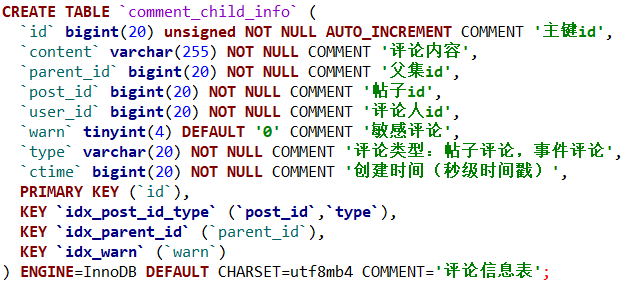 CREATE TABLE `comment_child_info` (
`id` bigint(20) unsigned NOT NULL AUTO_INCREMENT COMMENT '主键id',
`content` varchar(255) NOT NULL COMMENT '评论内容',
`parent_id` bigint(20) NOT NULL COMMENT '父集id',
`post_id` bigint(20) NOT NULL COMMENT '帖子id',
`user_id` bigint(20) NOT NULL COMMENT '评论人id',
`warn` tinyint(4) DEFAULT '0' COMMENT '敏感评论',
`type` varchar(20) NOT NULL COMMENT '评论类型：帖子评论，事件评论',
`ctime` bigint(20) NOT NULL COMMENT '创建时间（秒级时间戳）',
PRIMARY KEY (`id`),
KEY `idx_post_id_type` (`post_id`,`type`),
KEY `idx_parent_id` (`parent_id`),
KEY `idx_warn` (`warn`)
) ENGINE=InnoDB DEFAULT CHARSET=utf8mb4 COMMENT='评论信息表';